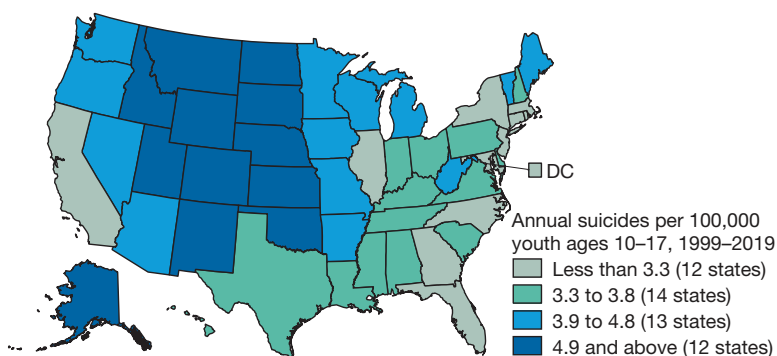 DC
Annual suicides per 100,000
youth ages 10–17, 1999–2019
Less than 3.3 (12 states)
3.3 to 3.8 (14 states)
3.9 to 4.8 (13 states)
4.9 and above (12 states)